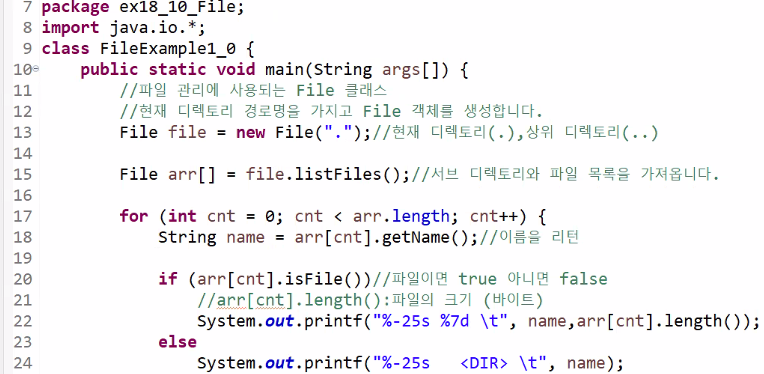 7 package ex18_10_File;
8 import java.io.*;
9 class FileExample1_0 {
10 public static void main(String args[]) {
11 //파일 관리에 사용되는 File 클래스
12 //현재 디렉토리 경로명을 가지고 File 객체를 생성합니다.
13 File file = new File(".");//현재 디렉토리(.),상위 디렉토리(..)
14
15 File arr[] = file.listFiles();//서브 디렉토리와 파일 목록을 가져옵니다.
16
17 for (int cnt = 0; cnt < arr.length; cnt++) {
18 String name = arr[cnt].getName();//이름을 리턴
19
20 if (arr[cnt].isFile())//파일이면 true 아니면 false
21 //arr[cnt].length():파일의 크기 (바이트)
22 System.out.printf("%-25s %7d \t", name,arr[cnt].length());
23 else
24 System.out.printf("%-25s   <DIR> \t", name);